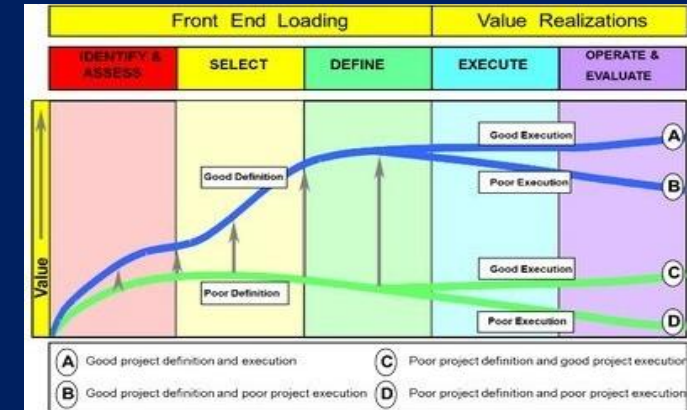 Front End Loading
Value Realizations
IDENTIFY &
ASSESS
SELECT
DEFINE
EXECUTE
OPERATE &
EVALUATE
Value
Good Definition
Poor Definition
Good Execution
A
Poor Execution
B
Good Execution
C
Poor Execution
D
A Good project definition and execution
C Poor project definition and good project execution
B Good project definition and poor project execution
D Poor project definition and poor project execution